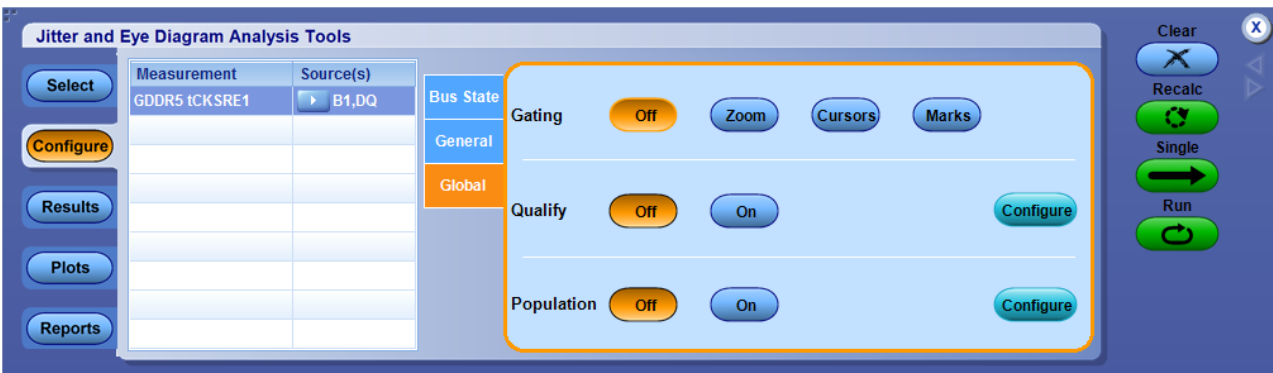 Jitter and Eye Diagram Analysis Tools
Select
Configure
Results
Plots
Reports
Measurement Source(s)
GDDR5 tCKSRE1 B1,DQ
Bus State
General
Global
Gating Off Zoom Cursors Marks
Qualify Off On Configure
Population Off On Configure
Clear
Recalc
Single
Run
X